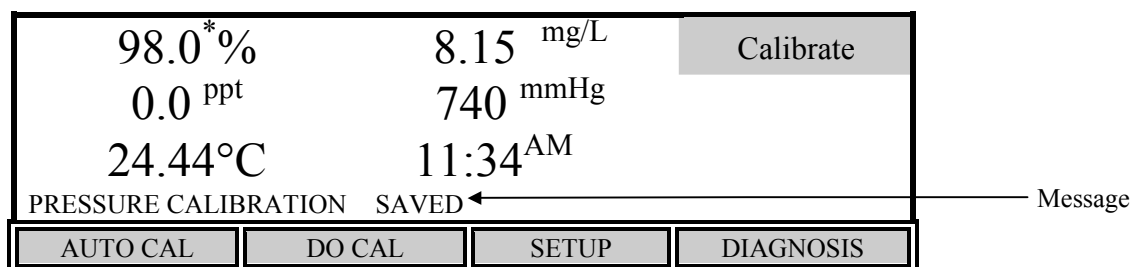 98.0*% 8.15 mg/L Calibrate
0.0 ppt 740 mmHg
24.44°C 11:34AM
PRESSURE CALIBRATION SAVED Message
AUTO CAL DO CAL SETUP DIAGNOSIS